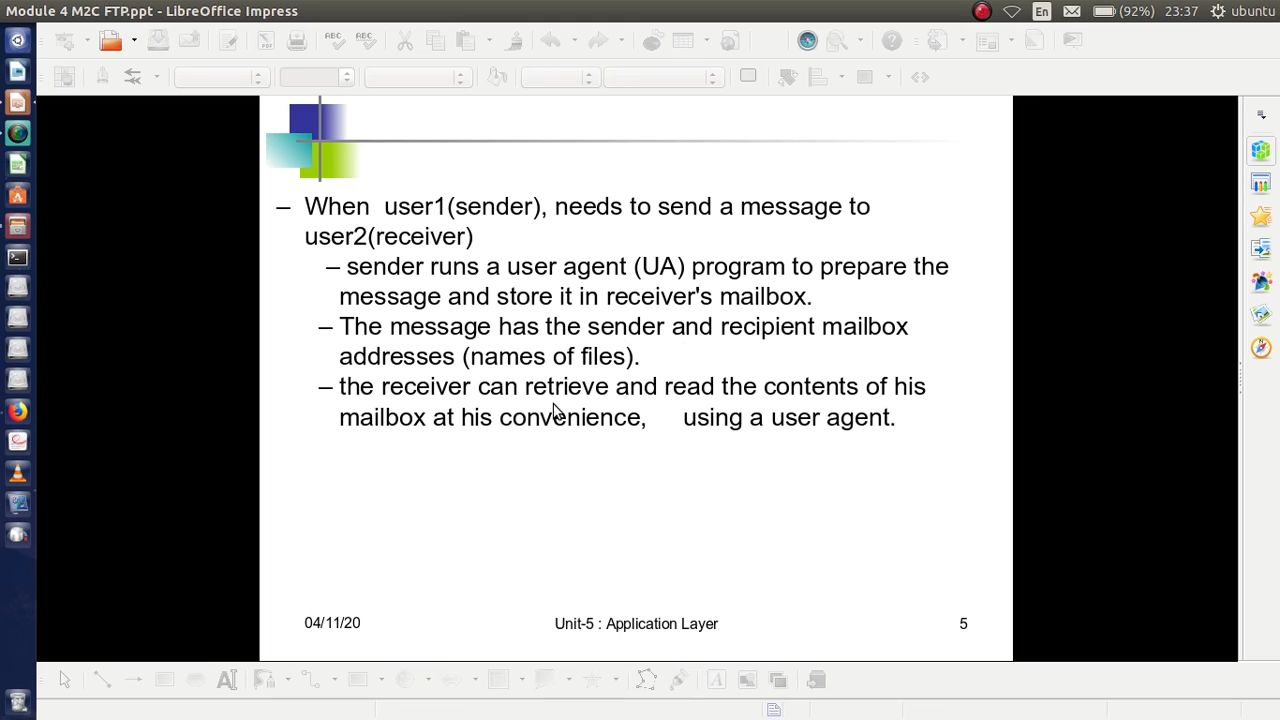 Module 4 M2C FTP.ppt - LibreOffice Impress
En (92%) 23:37 ubuntu
– When user1(sender), needs to send a message to
user2(receiver)
– sender runs a user agent (UA) program to prepare the
message and store it in receiver's mailbox.
– The message has the sender and recipient mailbox
addresses (names of files).
– the receiver can retrieve and read the contents of his
mailbox at his convenience, using a user agent.
04/11/20 Unit-5 : Application Layer 5